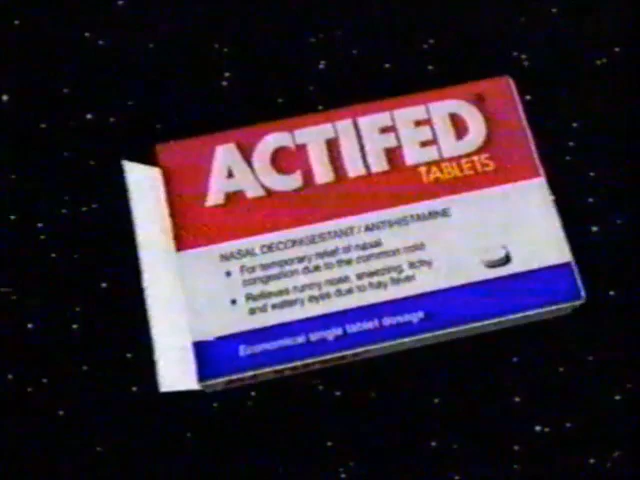 ACTIFED®
TABLETS
NASAL DECONGESTANT / ANTIHISTAMINE
• For temporary relief of nasal
congestion due to the common cold
• Relieves runny nose, sneezing, itchy
and watery eyes due to hay fever
Economical single tablet dosage